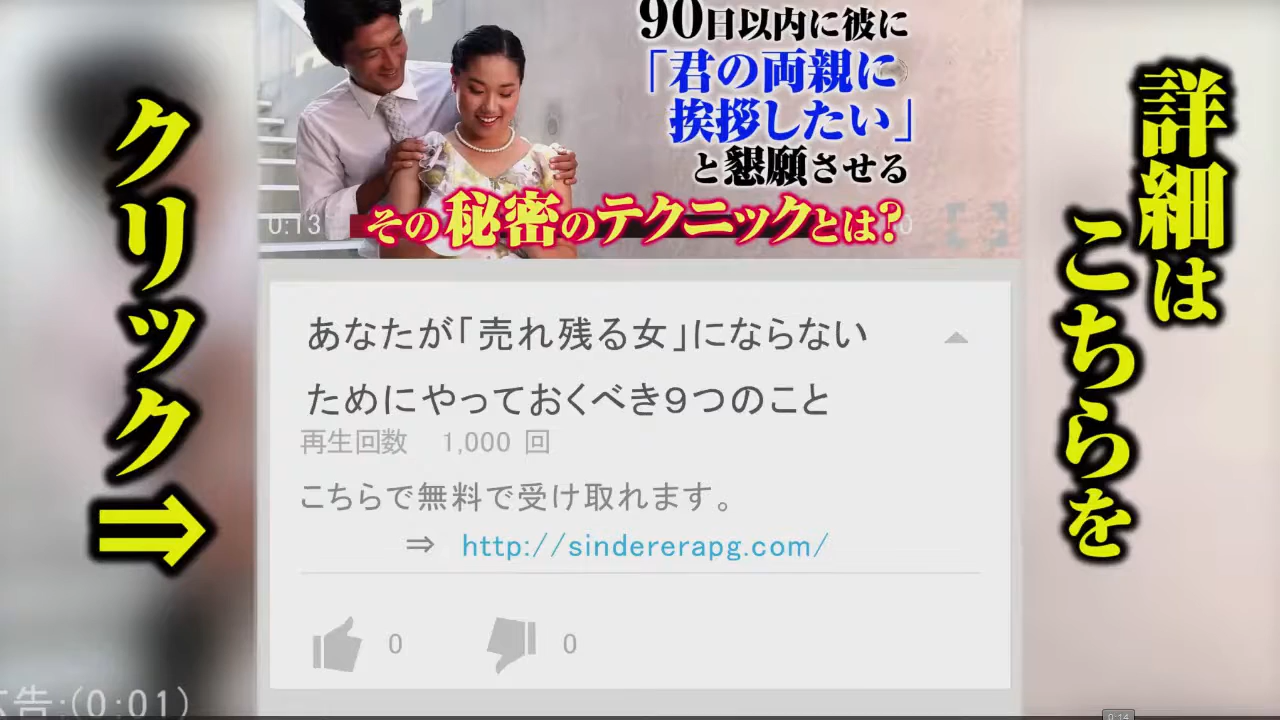 90日以内に彼に
「君の両親に
挨拶したい」
と懇願させる
その秘密のテクニックとは?
0:13
詳細は
こちらを
クリック⇒
あなたが「売れ残る女」にならない
ためにやっておくべき９つのこと
再生回数 1,000 回
こちらで無料で受け取れます。
⇒ http://sindererapg.com/
0
0
広告:(0:01)
0:14